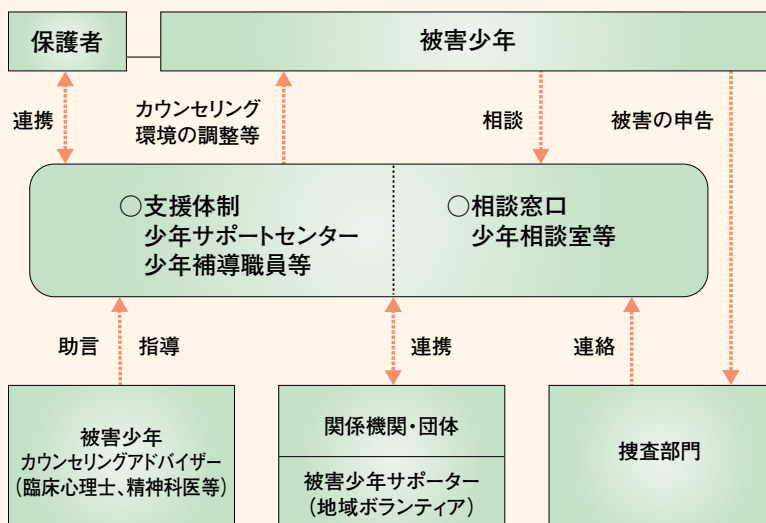 保護者
被害少年
連携
カウンセリング
環境の調整等
相談
被害の申告
○支援体制
少年サポートセンター
少年補導職員等
○相談窓口
少年相談室等
助言
指導
連携
連絡
被害少年
カウンセリングアドバイザー
(臨床心理士、精神科医等)
関係機関・団体
被害少年サポーター
(地域ボランティア)
捜査部門